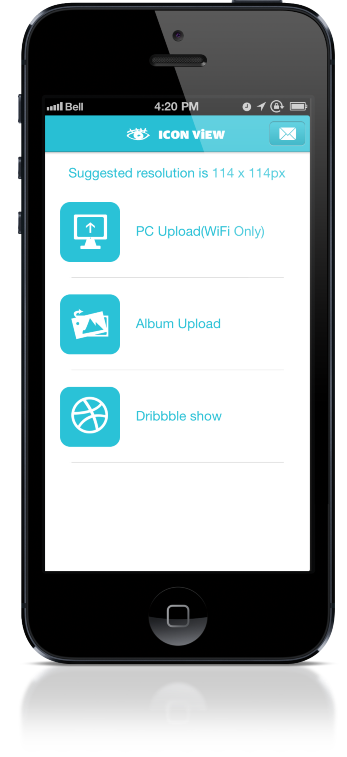 Bell 4:20 PM
ICON ViEW
Suggested resolution is 114 x 114px
PC Upload(WiFi Only)
Album Upload
Dribbble show